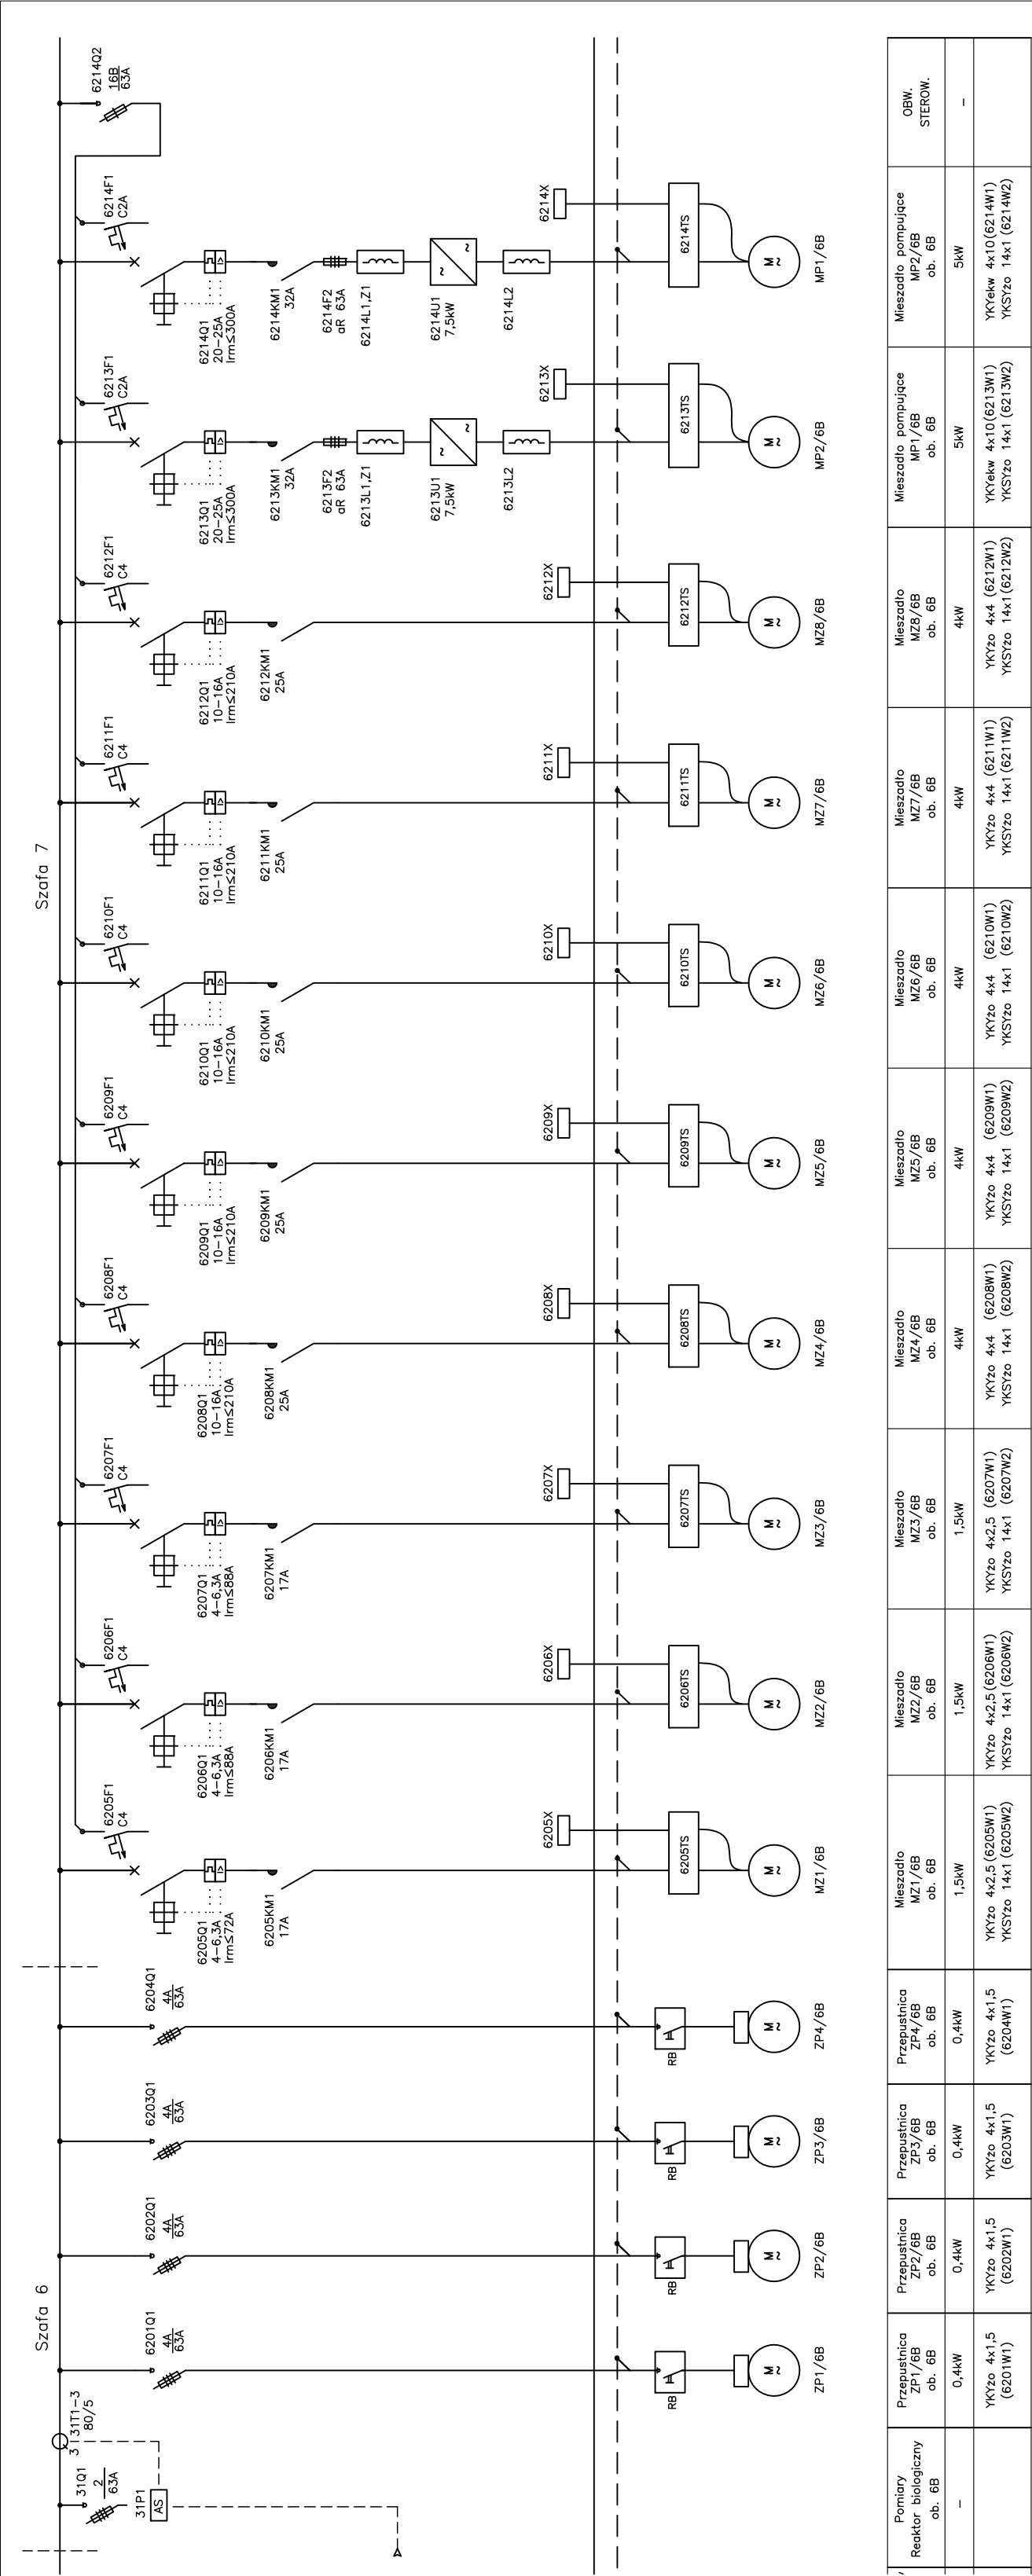 Szafa 6
31Q1
2
63A
31P1
AS
31T1-3
80/5
3
6201Q1
4A
63A
RB
M~
ZP1/6B
6202Q1
4A
63A
RB
M~
ZP2/6B
6203Q1
4A
63A
RB
M~
ZP3/6B
6204Q1
4A
63A
RB
M~
ZP4/6B
Szafa 7
6205F1
C4
6205Q1
4-6,3A
Irm≤72A
6205KM1
17A
6205X
6205TS
M~
MZ1/6B
6206F1
C4
6206Q1
4-6,3A
Irm≤88A
6206KM1
17A
6206X
6206TS
M~
MZ2/6B
6207F1
C4
6207Q1
4-6,3A
Irm≤88A
6207KM1
17A
6207X
6207TS
M~
MZ3/6B
6208F1
C4
6208Q1
10-16A
Irm≤210A
6208KM1
25A
6208X
6208TS
M~
MZ4/6B
6209F1
C4
6209Q1
10-16A
Irm≤210A
6209KM1
25A
6209X
6209TS
M~
MZ5/6B
6210F1
C4
6210Q1
10-16A
Irm≤210A
6210KM1
25A
6210X
6210TS
M~
MZ6/6B
6211F1
C4
6211Q1
10-16A
Irm≤210A
6211KM1
25A
6211X
6211TS
M~
MZ7/6B
6212F1
C4
6212Q1
10-16A
Irm≤210A
6212KM1
25A
6212X
6212TS
M~
MZ8/6B
6213F1
C2A
6213Q1
20-25A
Irm≤300A
6213KM1
32A
6213F2
aR 63A
6213L1,Z1
6213U1
7,5kW
6213L2
6213X
6213TS
M~
MP2/6B
6214F1
C2A
6214Q1
20-25A
Irm≤300A
6214KM1
32A
6214F2
aR 63A
6214L1,Z1
6214U1
7,5kW
6214L2
6214X
6214TS
M~
MP1/6B
6214Q2
16B
63A
Pomiary
Reaktor biologiczny
ob. 6B
-
Przepustnica
ZP1/6B
ob. 6B
0,4kW
YKYżo 4x1,5
(6201W1)
Przepustnica
ZP2/6B
ob. 6B
0,4kW
YKYżo 4x1,5
(6202W1)
Przepustnica
ZP3/6B
ob. 6B
0,4kW
YKYżo 4x1,5
(6203W1)
Przepustnica
ZP4/6B
ob. 6B
0,4kW
YKYżo 4x1,5
(6204W1)
Mieszadło
MZ1/6B
ob. 6B
1,5kW
YKYżo 4x2,5 (6205W1)
YKSYżo 14x1 (6205W2)
Mieszadło
MZ2/6B
ob. 6B
1,5kW
YKYżo 4x2,5 (6206W1)
YKSYżo 14x1 (6206W2)
Mieszadło
MZ3/6B
ob. 6B
1,5kW
YKYżo 4x2,5 (6207W1)
YKSYżo 14x1 (6207W2)
Mieszadło
MZ4/6B
ob. 6B
4kW
YKYżo 4x4 (6208W1)
YKSYżo 14x1 (6208W2)
Mieszadło
MZ5/6B
ob. 6B
4kW
YKYżo 4x4 (6209W1)
YKSYżo 14x1 (6209W2)
Mieszadło
MZ6/6B
ob. 6B
4kW
YKYżo 4x4 (6210W1)
YKSYżo 14x1 (6210W2)
Mieszadło
MZ7/6B
ob. 6B
4kW
YKYżo 4x4 (6211W1)
YKSYżo 14x1 (6211W2)
Mieszadło
MZ8/6B
ob. 6B
4kW
YKYżo 4x4 (6212W1)
YKSYżo 14x1 (6212W2)
Mieszadło pompujące
MP1/6B
ob. 6B
5kW
YKYekw 4x10(6213W1)
YKSYżo 14x1 (6213W2)
Mieszadło pompujące
MP2/6B
ob. 6B
5kW
YKYekw 4x10(6214W1)
YKSYżo 14x1 (6214W2)
OBW.
STEROW.
-